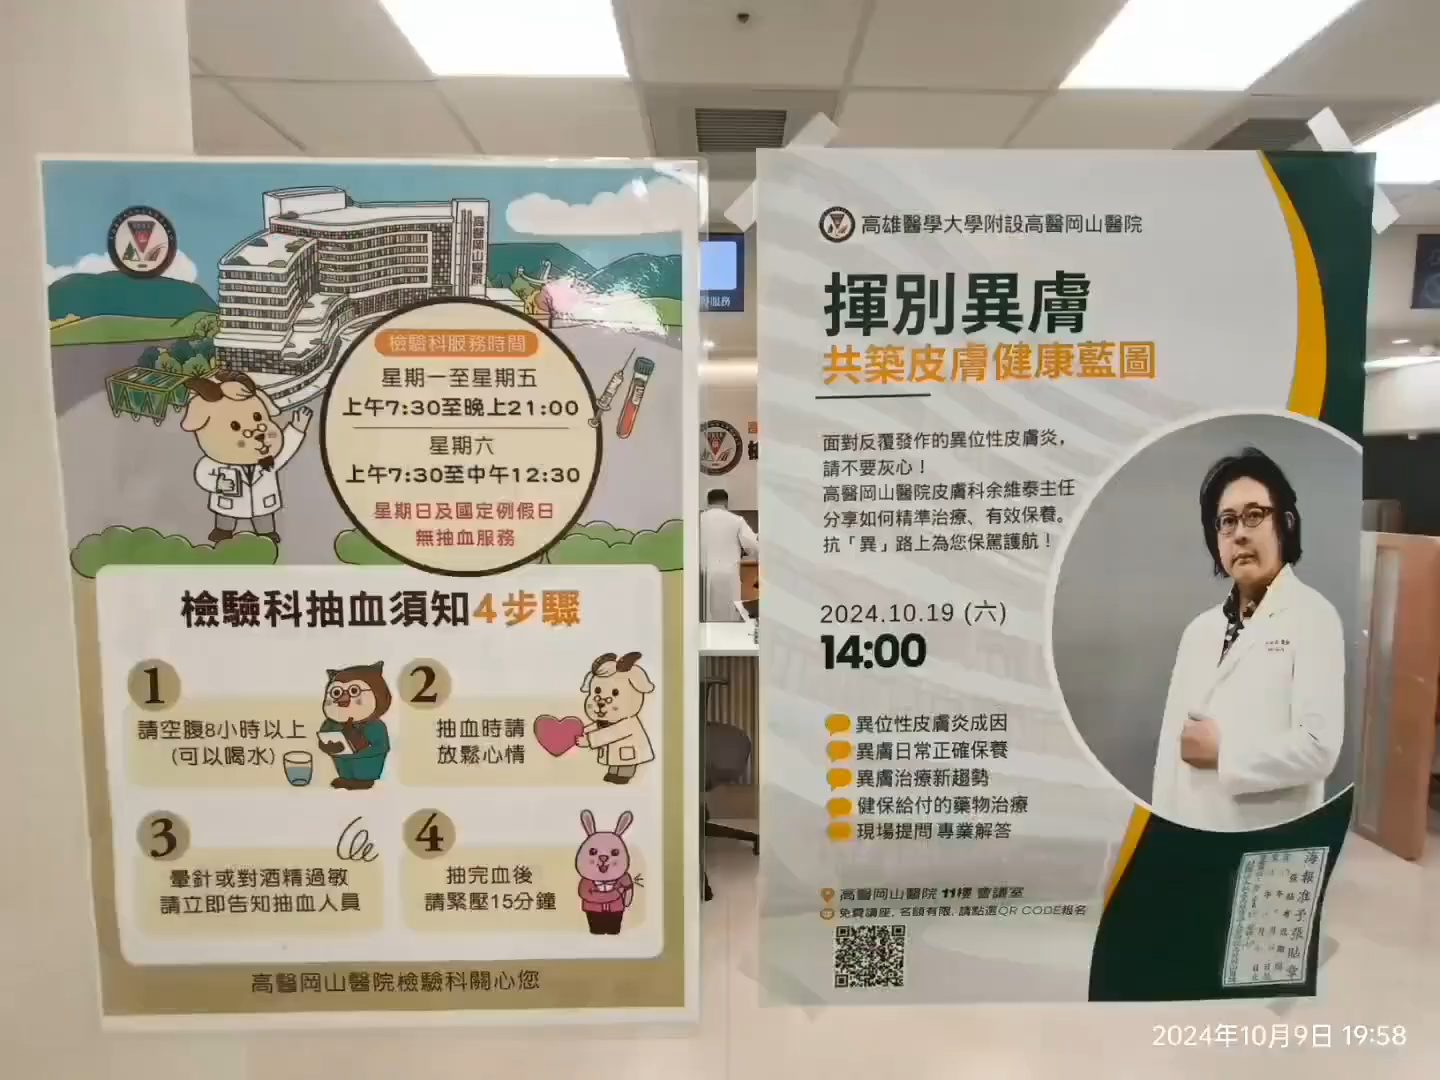 高醫岡山醫院
檢驗科服務時間
星期一至星期五
上午7:30至晚上21:00
星期六
上午7:30至中午12:30
星期日及國定例假日
無抽血服務
檢驗科抽血須知4步驟
1
請空腹8小時以上
(可以喝水)
2
抽血時請
放鬆心情
3
暈針或對酒精過敏
請立即告知抽血人員
4
抽完血後
請緊壓15分鐘
高醫岡山醫院檢驗科關心您
高雄醫學大學附設高醫岡山醫院
揮別異膚
共築皮膚健康藍圖
面對反覆發作的異位性皮膚炎，
請不要灰心！
高醫岡山醫院皮膚科余維泰主任
分享如何精準治療、有效保養。
抗「異」路上為您保駕護航！
2024.10.19 (六)
14:00
異位性皮膚炎成因
異膚日常正確保養
異膚治療新趨勢
健保給付的藥物治療
現場提問 專業解答
高醫岡山醫院 11樓 會議室
免費講座, 名額有限, 請點選QR CODE報名
海報准予張貼章
2024年10月9日 19:58